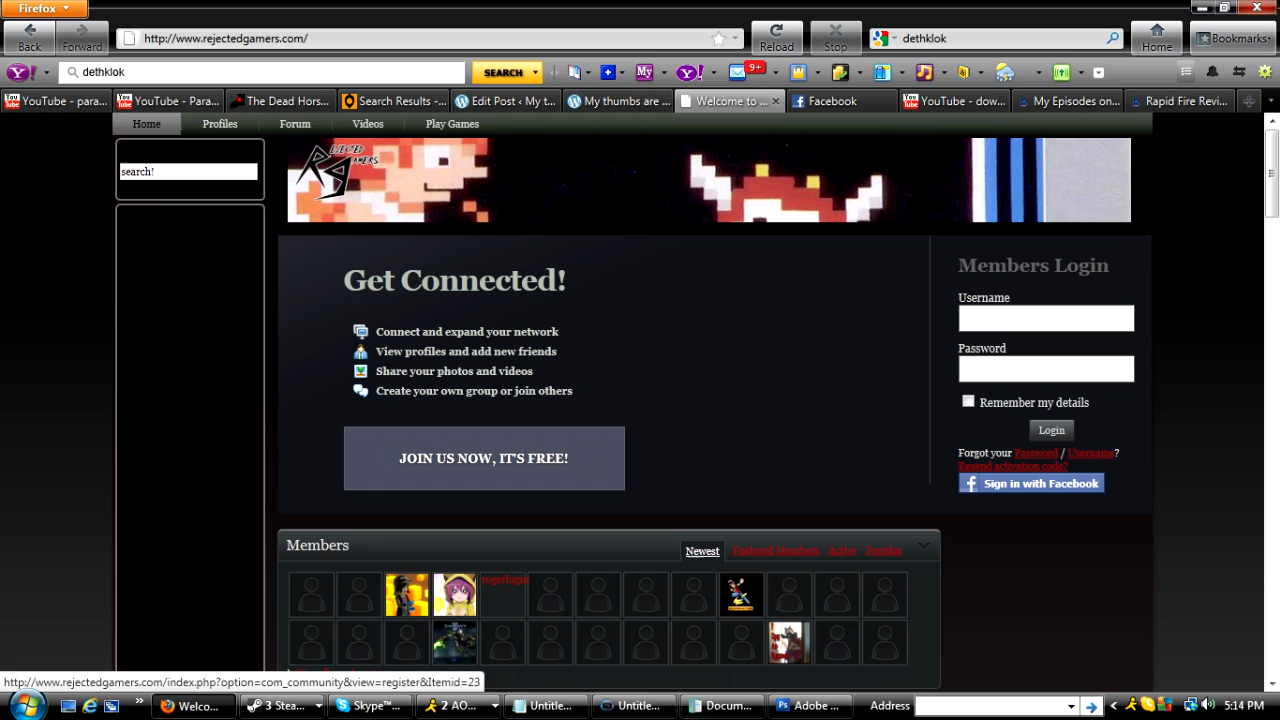 Firefox
Back
Forward
http://www.rejectedgamers.com/
Reload
Stop
dethklok
Home
Bookmarks
Y!
dethklok
SEARCH
My
Y!
9+
YouTube - para...
YouTube - Para...
The Dead Hors...
Search Results -...
Edit Post ‹ My t...
My thumbs are ...
Welcome to ...
Facebook
YouTube - dow...
My Episodes on...
Rapid Fire Revi...
Home
Profiles
Forum
Videos
Play Games
search!
REJECTED
GAMERS
Get Connected!
Connect and expand your network
View profiles and add new friends
Share your photos and videos
Create your own group or join others
JOIN US NOW, IT'S FREE!
Members Login
Username
Password
Remember my details
Login
Forgot your Password / Username?
Resend activation code?
Sign in with Facebook
Members
Newest
Featured Members
Active
Popular
http://www.rejectedgamers.com/index.php?option=com_community&view=register&Itemid=23
Welco...
3 Stea...
Skype™...
2 AO...
Untitle...
Untitle...
Docum...
Adobe ...
Address
5:14 PM